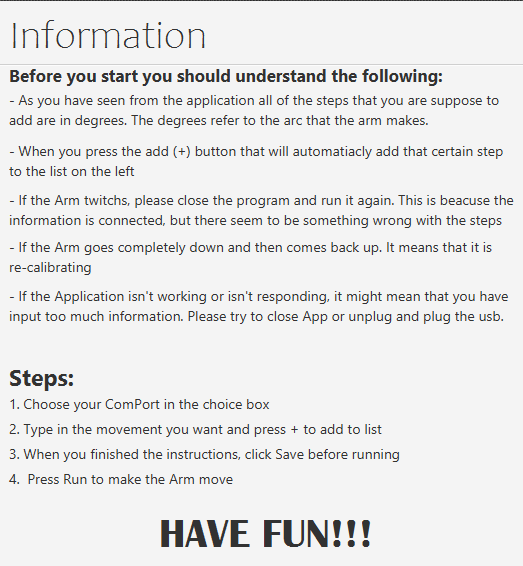 Information
Before you start you should understand the following:
- As you have seen from the application all of the steps that you are suppose to
add are in degrees. The degrees refer to the arc that the arm makes.
- When you press the add (+) button that will automatiacly add that certain step
to the list on the left
- If the Arm twitchs, please close the program and run it again. This is beacuse the
information is connected, but there seem to be something wrong with the steps
- If the Arm goes completely down and then comes back up. It means that it is
re-calibrating
- If the Application isn't working or isn't responding, it might mean that you have
input too much information. Please try to close App or unplug and plug the usb.
Steps:
1. Choose your ComPort in the choice box
2. Type in the movement you want and press + to add to list
3. When you finished the instructions, click Save before running
4. Press Run to make the Arm move
HAVE FUN!!!